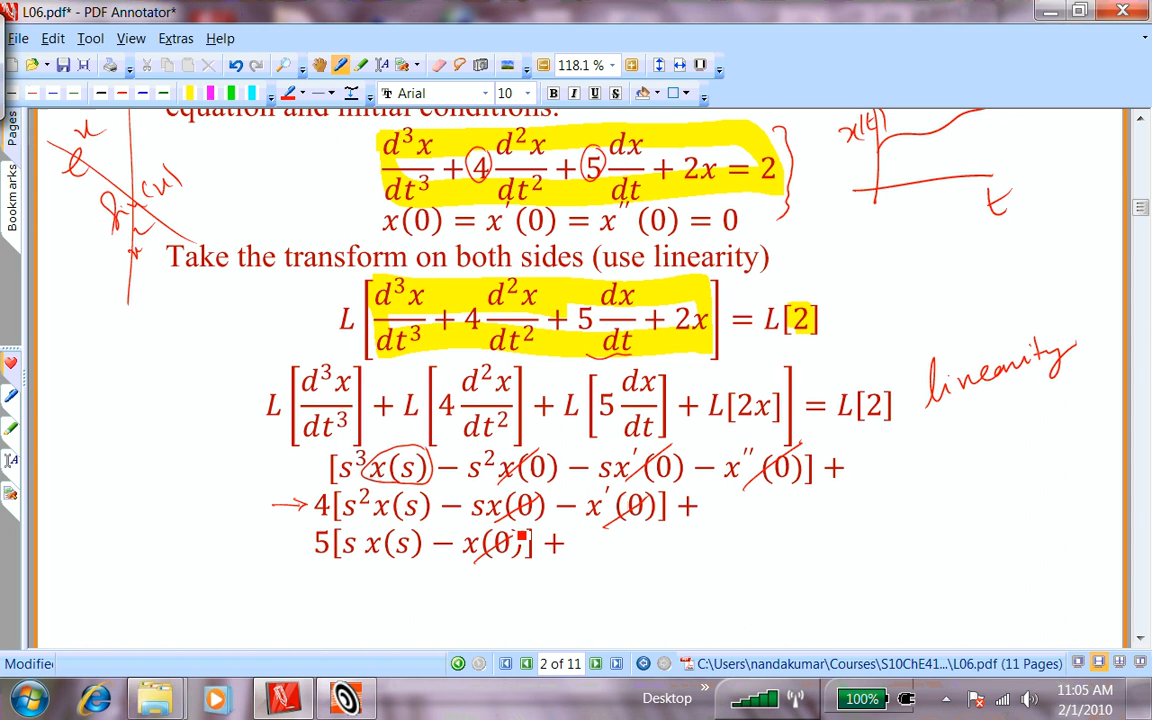 L06.pdf* - PDF Annotator*
File Edit Tool View Extras Help
118.1 %
Arial 10 B I U S
Pages
Bookmarks
equation and initial conditions:
d³x/dt³ + 4 d²x/dt² + 5 dx/dt + 2x = 2
x(0) = x'(0) = x''(0) = 0
x(t)
t
x
Take the transform on both sides (use linearity)
L[d³x/dt³ + 4 d²x/dt² + 5 dx/dt + 2x] = L[2]
L[d³x/dt³] + L[4 d²x/dt²] + L[5 dx/dt] + L[2x]] = L[2]
linearity
[s³x(s) − s²x(0) − sx'(0) − x''(0)] +
→ 4[s²x(s) − sx(0) − x'(0)] +
5[s x(s) − x(0)] +
Modifie
2 of 11
C:\Users\nandakumar\Courses\S10ChE41...\L06.pdf (11 Pages)
Desktop
100%
11:05 AM
2/1/2010